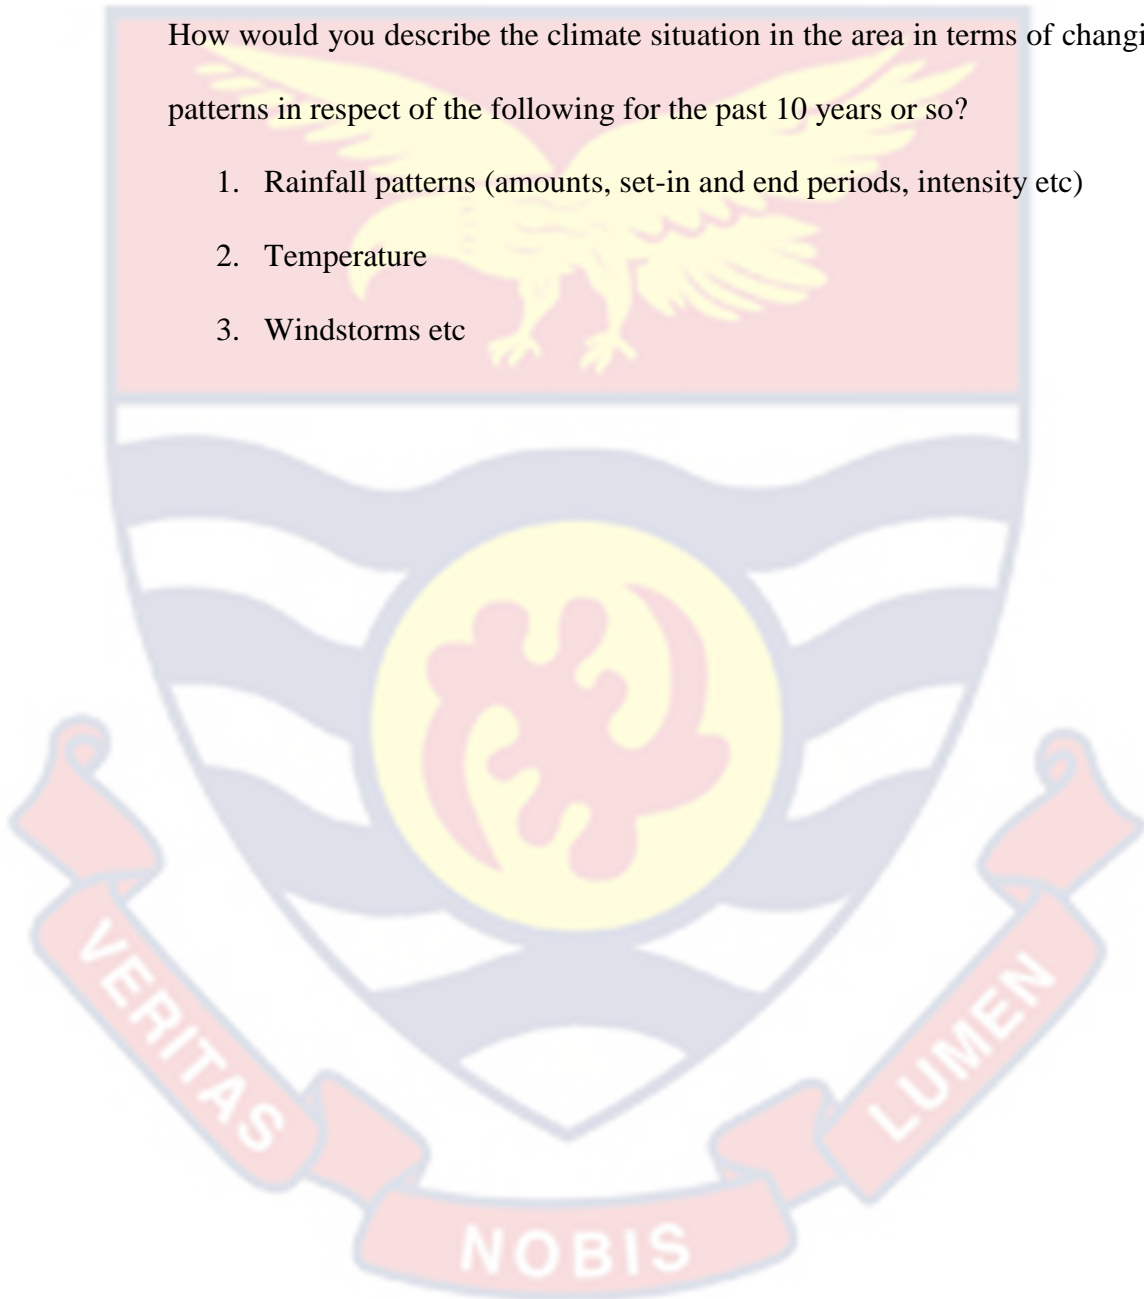 How would you describe the climate situation in the area in terms of changi
patterns in respect of the following for the past 10 years or so?
1. Rainfall patterns (amounts, set-in and end periods, intensity etc)
2. Temperature
3. Windstorms etc
VERITAS
NOBIS
LUMEN